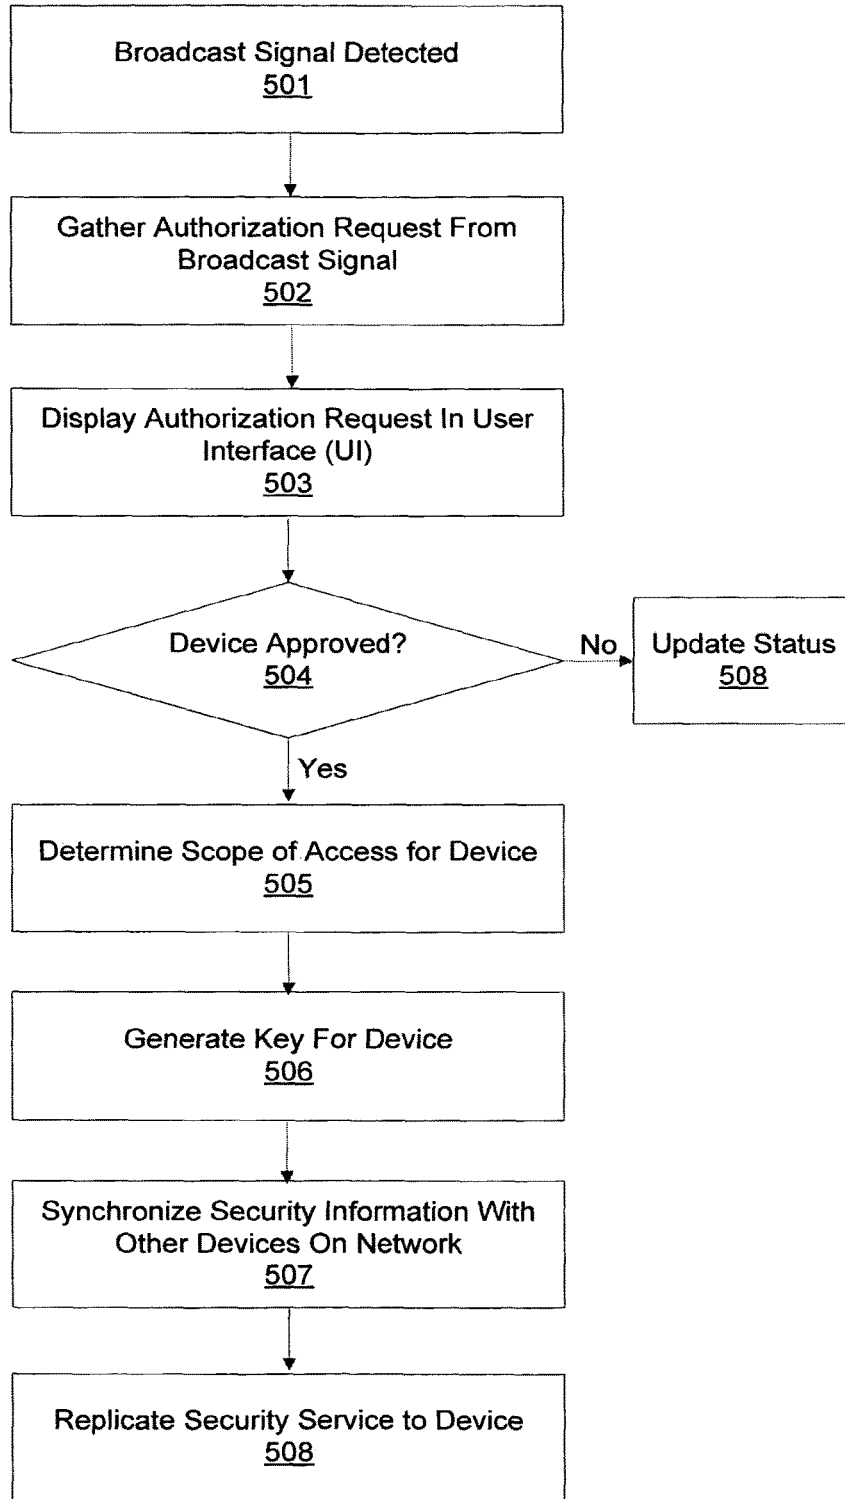 Broadcast Signal Detected
501
Gather Authorization Request From
Broadcast Signal
502
Display Authorization Request In User
Interface (UI)
503
Device Approved?
504
No
Update Status
508
Yes
Determine Scope of Access for Device
505
Generate Key For Device
506
Synchronize Security Information With
Other Devices On Network
507
Replicate Security Service to Device
508